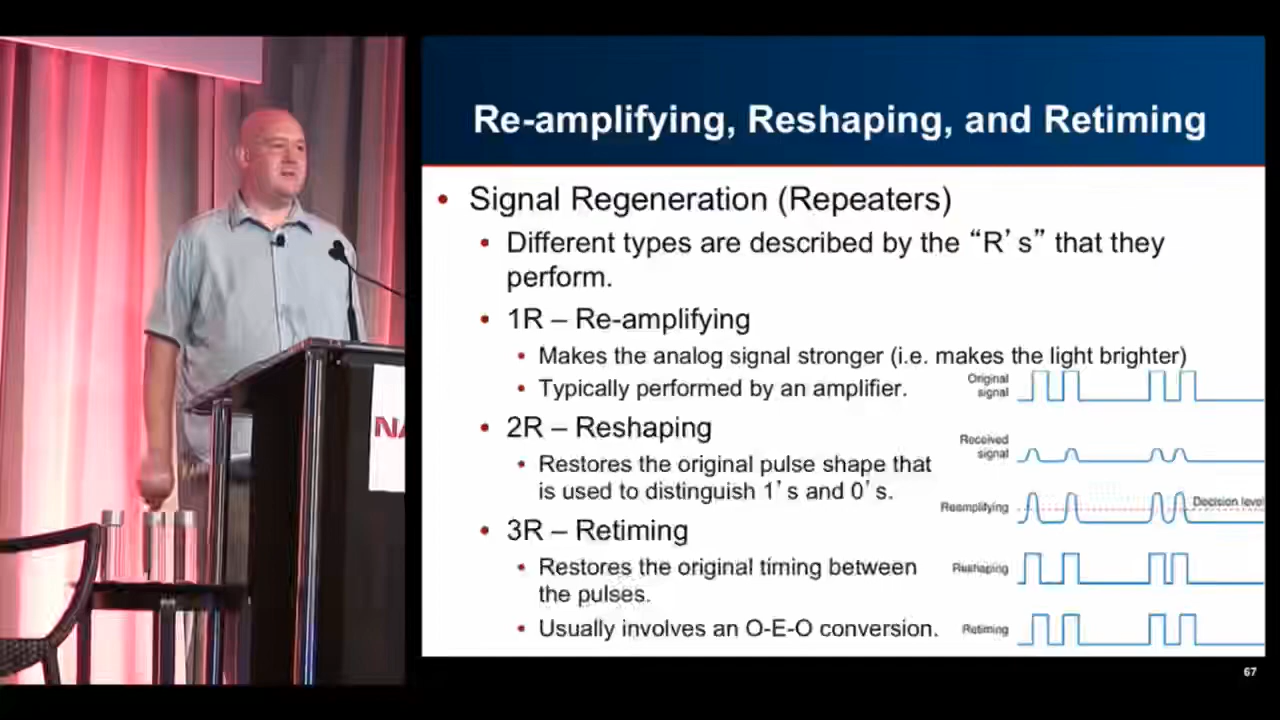 Re-amplifying, Reshaping, and Retiming
• Signal Regeneration (Repeaters)
• Different types are described by the “R’s” that they
perform.
• 1R – Re-amplifying
• Makes the analog signal stronger (i.e. makes the light brighter)
• Typically performed by an amplifier.
• 2R – Reshaping
• Restores the original pulse shape that
is used to distinguish 1’s and 0’s.
• 3R – Retiming
• Restores the original timing between
the pulses.
• Usually involves an O-E-O conversion.
Original
signal
Received
signal
Reamplifying
Decision level
Reshaping
Retiming
67
NA